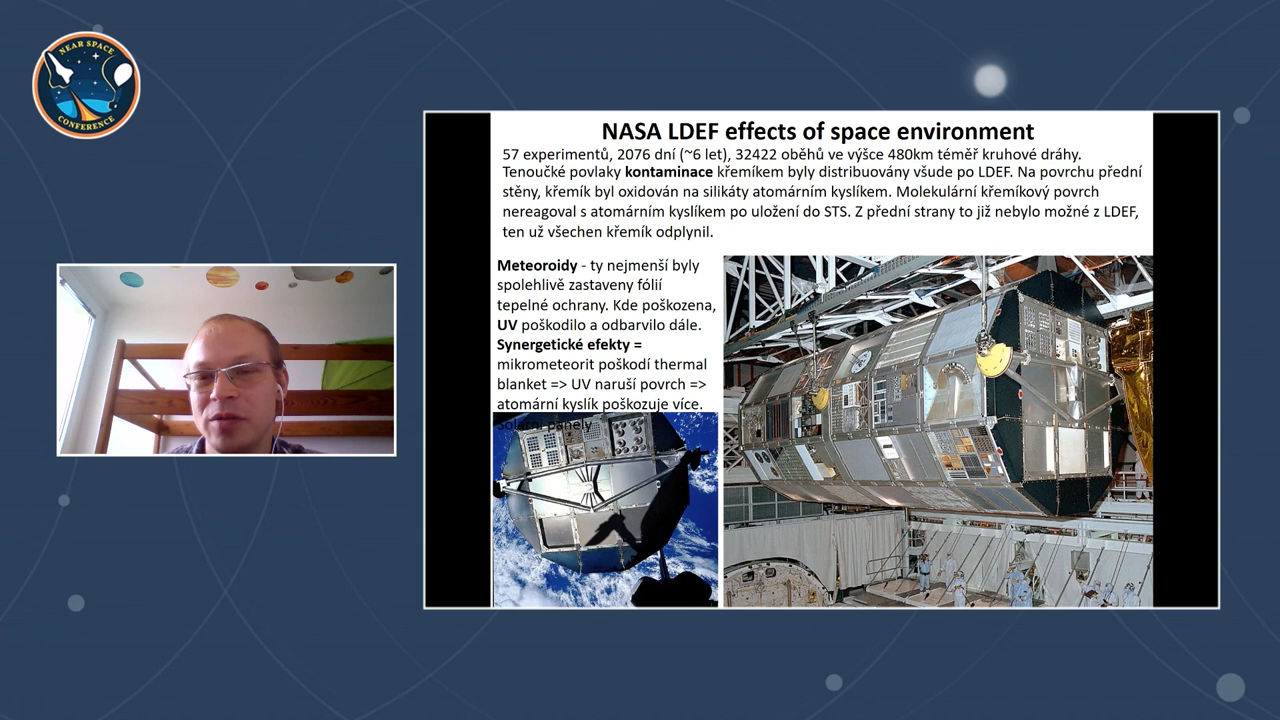 NEAR SPACE
CONFERENCE
NASA LDEF effects of space environment
57 experimentů, 2076 dní (~6 let), 32422 oběhů ve výšce 480km téměř kruhové dráhy.
Tenoučké povlaky kontaminace křemíkem byly distribuovány všude po LDEF. Na povrchu přední
stěny, křemík byl oxidován na silikáty atomárním kyslíkem. Molekulární křemíkový povrch
nereagoval s atomárním kyslíkem po uložení do STS. Z přední strany to již nebylo možné z LDEF,
ten už všechen křemík odplynil.
Meteoroidy - ty nejmenší byly
spolehlivě zastaveny fólií
tepelné ochrany. Kde poškozena,
UV poškodilo a odbarvilo dále.
Synergetické efekty =
mikrometeorit poškodí thermal
blanket => UV naruší povrch =>
atomární kyslík poškozuje více.
Solární panely